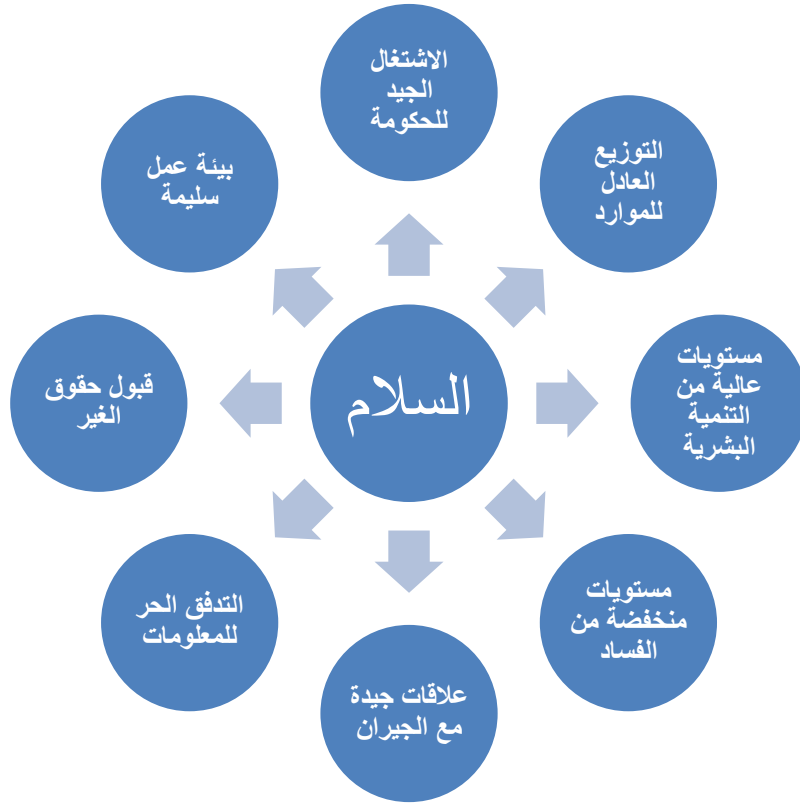 الاشتغال
الجيد
للحكومة
التوزيع
العادل
للموارد
مستويات
عالية من
التنمية
البشرية
مستويات
منخفضة من
الفساد
علاقات جيدة
مع الجيران
التدفق الحر
للمعلومات
قبول حقوق
الغير
بيئة عمل
سليمة
السلام